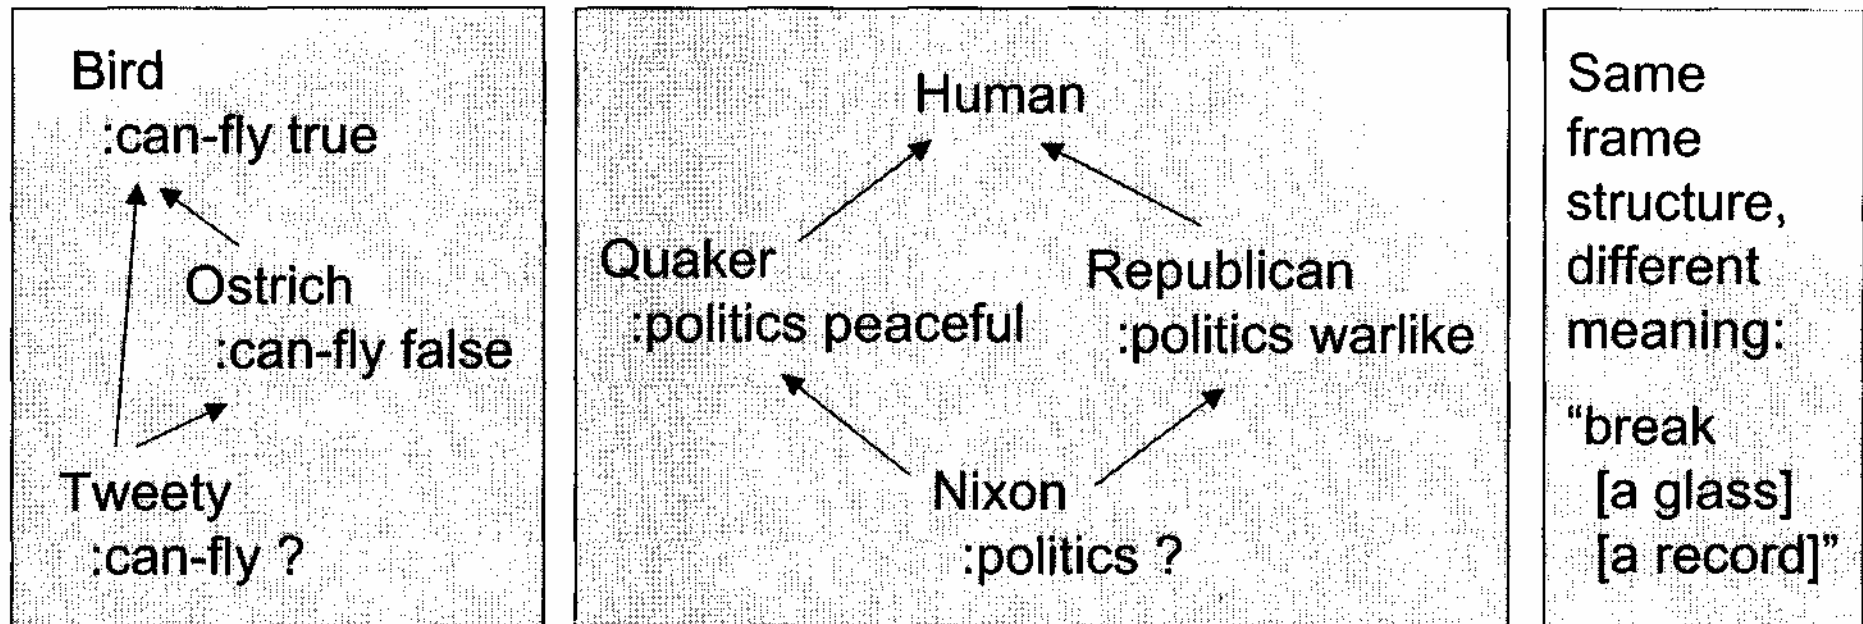 Bird
:can-fly true
Ostrich
:can-fly false
Tweety
:can-fly ?
Human
Quaker
:politics peaceful
Republican
:politics warlike
Nixon
:politics ?
Same
frame
structure,
different
meaning:
“break
[a glass]
[a record]”